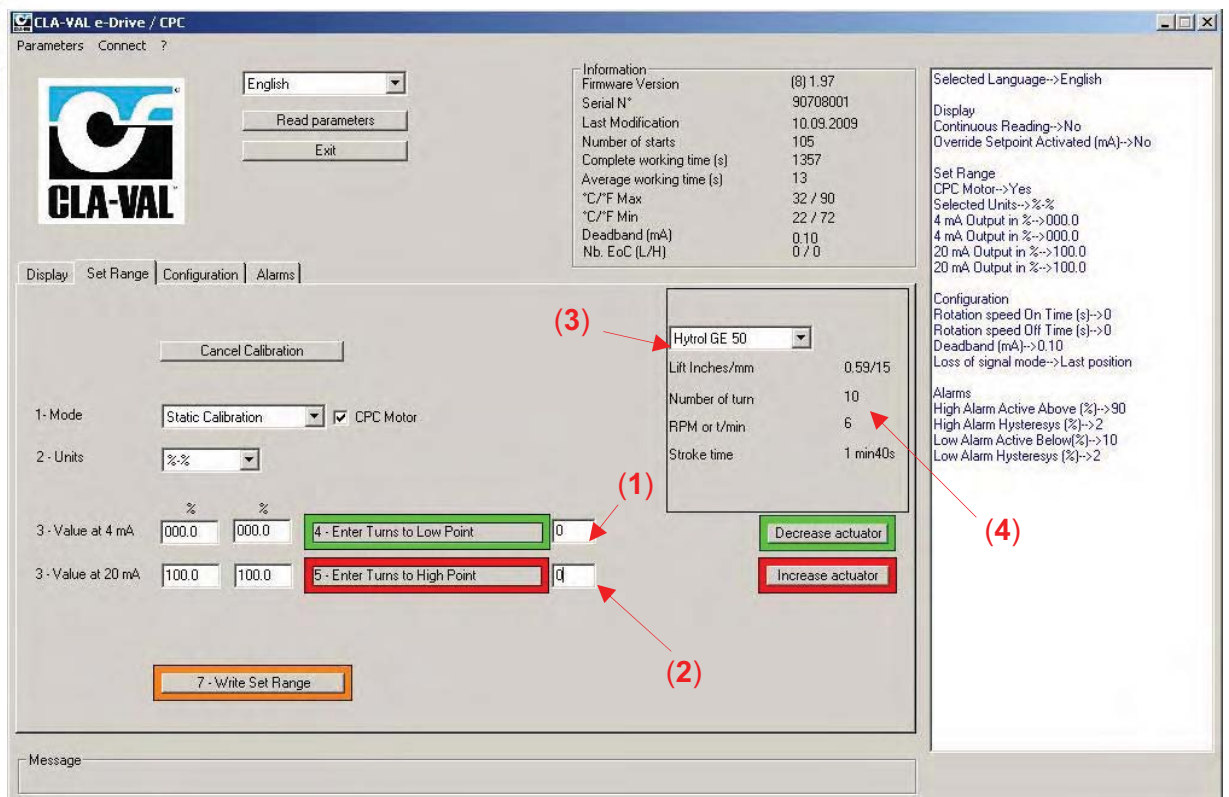 CLA-VAL e-Drive / CPC
Parameters Connect ?
English
Read parameters
Exit
CLA-VAL
Information
Firmware Version (8) 1.97
Serial N° 90708001
Last Modification 10.09.2009
Number of starts 105
Complete working time (s) 1357
Average working time (s) 13
°C/°F Max 32 / 90
°C/°F Min 22 / 72
Deadband (mA) 0.10
Nb. EoC (L/H) 0 / 0
Display Set Range Configuration Alarms
Cancel Calibration
1- Mode Static Calibration CPC Motor
2 - Units %-%
% %
3 - Value at 4 mA 000.0 000.0 4 - Enter Turns to Low Point 0
3 - Value at 20 mA 100.0 100.0 5 - Enter Turns to High Point 0
7 - Write Set Range
(3)
Hytrol GE 50
Lift Inches/mm 0.59/15
Number of turn 10
RPM or t/min 6
Stroke time 1 min40s
(1)
(4)
Decrease actuator
Increase actuator
(2)
Message
Selected Language-->English
Display
Continuous Reading-->No
Override Setpoint Activated (mA)-->No
Set Range
CPC Motor-->Yes
Selected Units-->%-%
4 mA Output in %-->000.0
4 mA Output in %-->000.0
20 mA Output in %-->100.0
20 mA Output in %-->100.0
Configuration
Rotation speed On Time (s)-->0
Rotation speed Off Time (s)-->0
Deadband (mA)-->0.10
Loss of signal mode-->Last position
Alarms
High Alarm Active Above (%)-->90
High Alarm Hysteresys (%)-->2
Low Alarm Active Below(%)-->10
Low Alarm Hysteresys (%)-->2